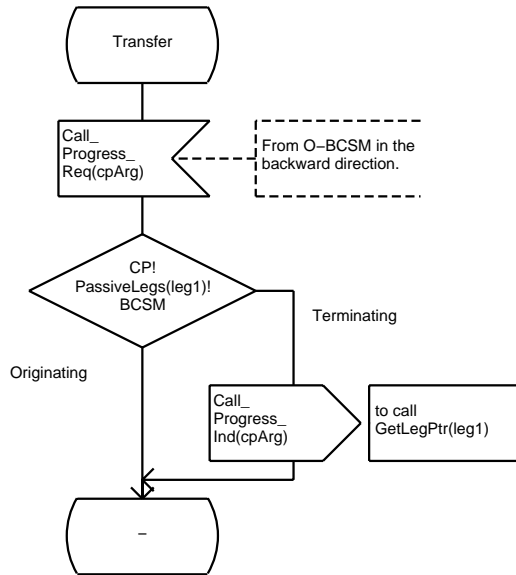 Transfer
Call_
Progress_
Req(cpArg)
From O−BCSM in the
backward direction.
CP!
PassiveLegs(leg1)!
BCSM
Terminating
Originating
Call_
Progress_
Ind(cpArg)
to call
GetLegPtr(leg1)
−